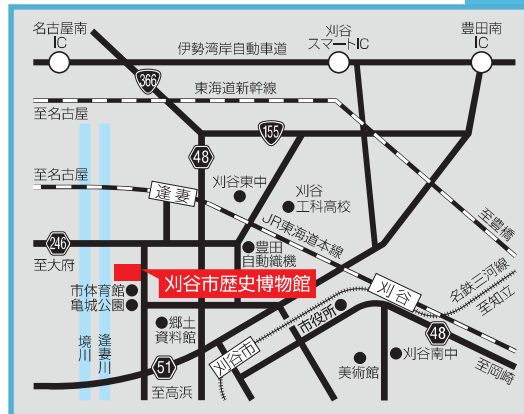 名古屋南
IC
伊勢湾岸自動車道
刈谷
スマートIC
豊田南
IC
366
東海道新幹線
至名古屋
155
48
至名古屋
逢妻
刈谷東中
刈谷
工科高校
JR東海道本線
至豊橋
246
至大府
豊田
自動織機
刈谷市歴史博物館
刈谷
名鉄三河線
至知立
市体育館
亀城公園
市役所
48
郷土
資料館
境川
逢妻川
51
刈谷市
至高浜
美術館
刈谷南中
至岡崎